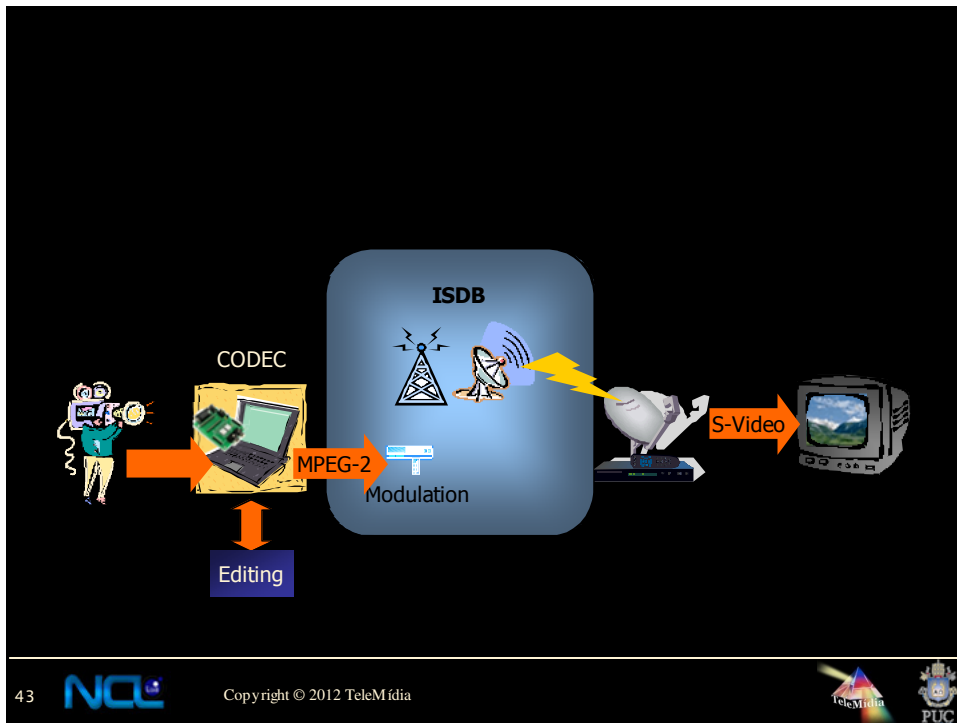 ISDB
CODEC
S-Video
MPEG-2
Modulation
Editing
43
NCL
Copyright © 2012 TeleMídia
TeleMídia
PUC